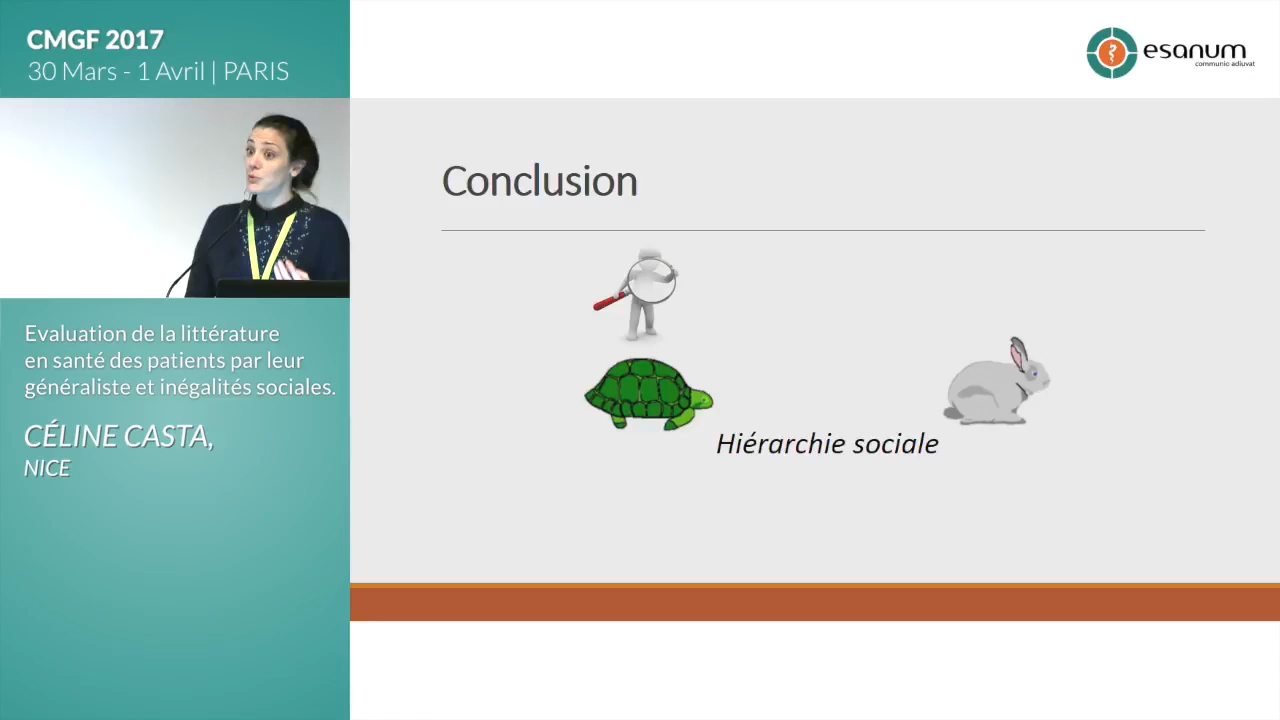 CMGF 2017
30 Mars - 1 Avril | PARIS
esanum
communio adiuvat
Conclusion
Hiérarchie sociale
Evaluation de la littérature
en santé des patients par leur
généraliste et inégalités sociales.
CÉLINE CASTA,
NICE